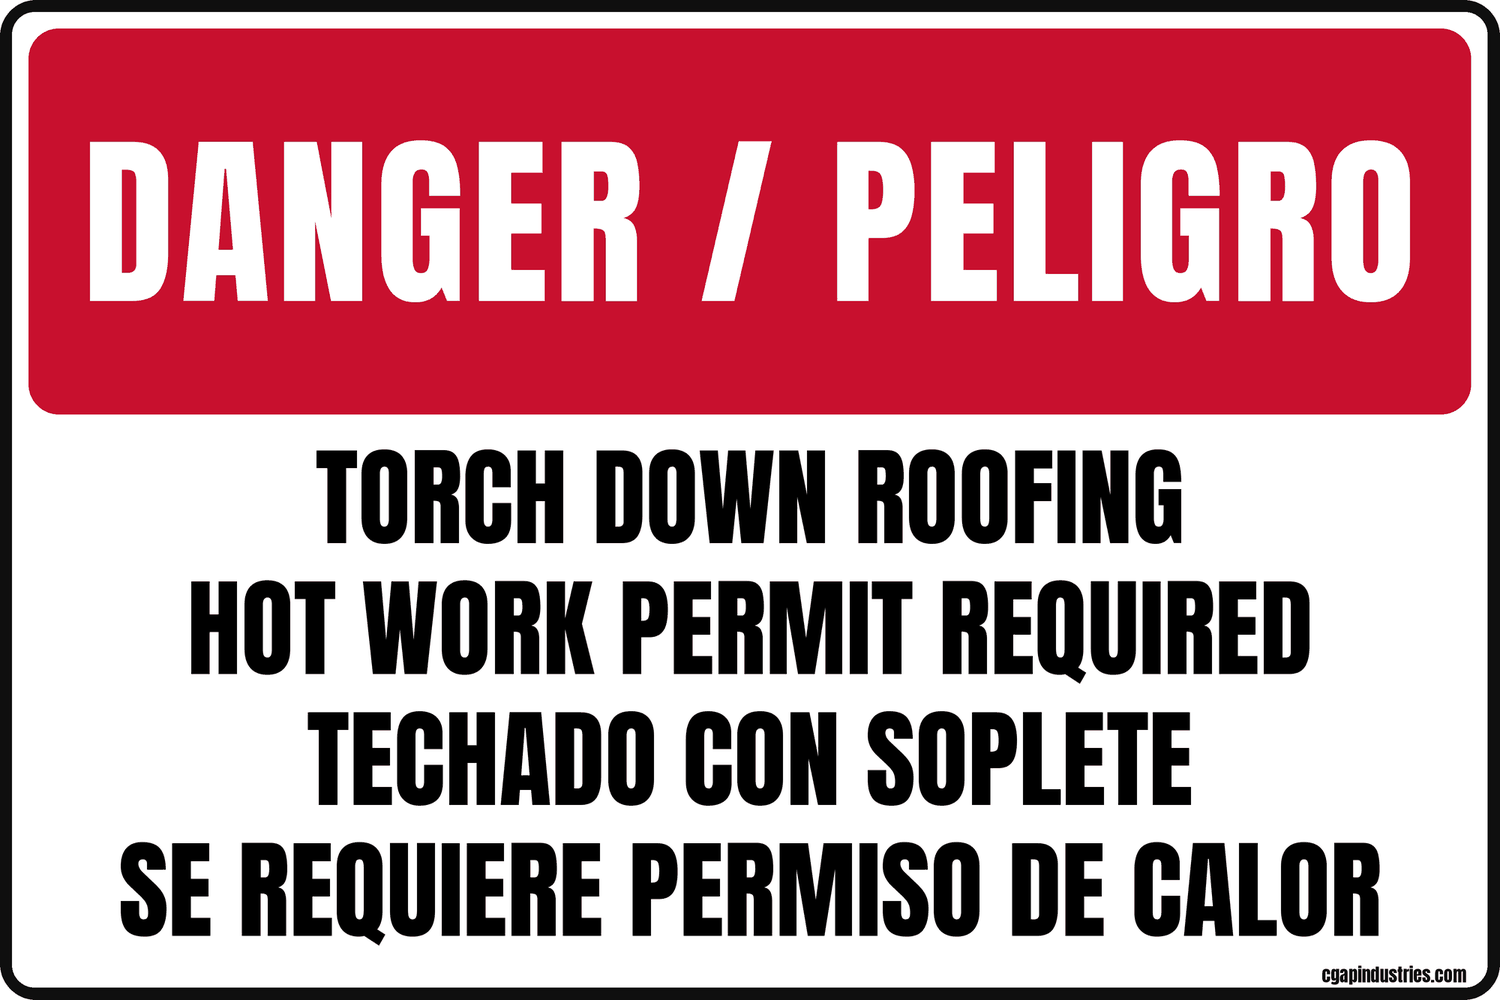 DANGER / PELIGRO
TORCH DOWN ROOFING
HOT WORK PERMIT REQUIRED
TECHADO CON SOPLETE
SE REQUIERE PERMISO DE CALOR
cgapindustries.com